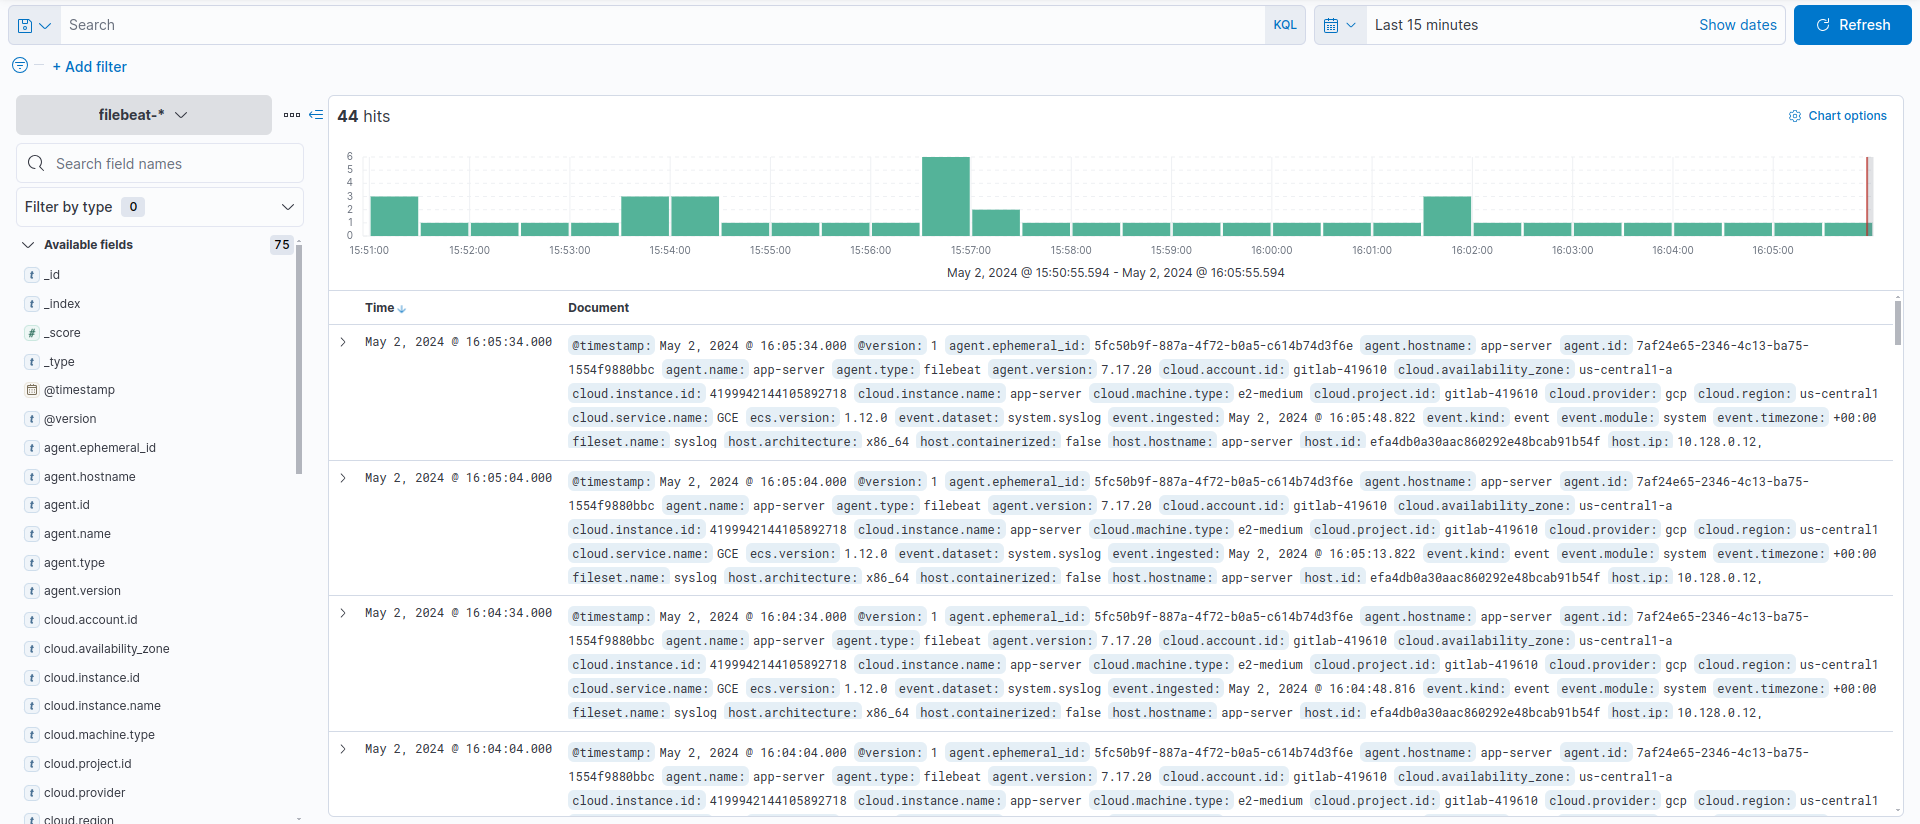 Search KQL Last 15 minutes Show dates Refresh
+ Add filter
filebeat-*
Search field names
Filter by type 0
Available fields 75
t _id
t _index
# _score
t _type
@timestamp
t @version
t agent.ephemeral_id
t agent.hostname
t agent.id
t agent.name
t agent.type
t agent.version
t cloud.account.id
t cloud.availability_zone
t cloud.instance.id
t cloud.instance.name
t cloud.machine.type
t cloud.project.id
t cloud.provider
t cloud.region
44 hits Chart options
6
5
4
3
2
1
0
15:51:00 15:52:00 15:53:00 15:54:00 15:55:00 15:56:00 15:57:00 15:58:00 15:59:00 16:00:00 16:01:00 16:02:00 16:03:00 16:04:00 16:05:00
May 2, 2024 @ 15:50:55.594 - May 2, 2024 @ 16:05:55.594
Time Document
May 2, 2024 @ 16:05:34.000 @timestamp: May 2, 2024 @ 16:05:34.000 @version: 1 agent.ephemeral_id: 5fc50b9f-887a-4f72-b0a5-c614b74d3f6e agent.hostname: app-server agent.id: 7af24e65-2346-4c13-ba75-
1554f9880bbc agent.name: app-server agent.type: filebeat agent.version: 7.17.20 cloud.account.id: gitlab-419610 cloud.availability_zone: us-central1-a
cloud.instance.id: 4199942144105892718 cloud.instance.name: app-server cloud.machine.type: e2-medium cloud.project.id: gitlab-419610 cloud.provider: gcp cloud.region: us-central1
cloud.service.name: GCE ecs.version: 1.12.0 event.dataset: system.syslog event.ingested: May 2, 2024 @ 16:05:48.822 event.kind: event event.module: system event.timezone: +00:00
fileset.name: syslog host.architecture: x86_64 host.containerized: false host.hostname: app-server host.id: efa4db0a30aac860292e48bcab91b54f host.ip: 10.128.0.12,
May 2, 2024 @ 16:05:04.000 @timestamp: May 2, 2024 @ 16:05:04.000 @version: 1 agent.ephemeral_id: 5fc50b9f-887a-4f72-b0a5-c614b74d3f6e agent.hostname: app-server agent.id: 7af24e65-2346-4c13-ba75-
1554f9880bbc agent.name: app-server agent.type: filebeat agent.version: 7.17.20 cloud.account.id: gitlab-419610 cloud.availability_zone: us-central1-a
cloud.instance.id: 4199942144105892718 cloud.instance.name: app-server cloud.machine.type: e2-medium cloud.project.id: gitlab-419610 cloud.provider: gcp cloud.region: us-central1
cloud.service.name: GCE ecs.version: 1.12.0 event.dataset: system.syslog event.ingested: May 2, 2024 @ 16:05:13.822 event.kind: event event.module: system event.timezone: +00:00
fileset.name: syslog host.architecture: x86_64 host.containerized: false host.hostname: app-server host.id: efa4db0a30aac860292e48bcab91b54f host.ip: 10.128.0.12,
May 2, 2024 @ 16:04:34.000 @timestamp: May 2, 2024 @ 16:04:34.000 @version: 1 agent.ephemeral_id: 5fc50b9f-887a-4f72-b0a5-c614b74d3f6e agent.hostname: app-server agent.id: 7af24e65-2346-4c13-ba75-
1554f9880bbc agent.name: app-server agent.type: filebeat agent.version: 7.17.20 cloud.account.id: gitlab-419610 cloud.availability_zone: us-central1-a
cloud.instance.id: 4199942144105892718 cloud.instance.name: app-server cloud.machine.type: e2-medium cloud.project.id: gitlab-419610 cloud.provider: gcp cloud.region: us-central1
cloud.service.name: GCE ecs.version: 1.12.0 event.dataset: system.syslog event.ingested: May 2, 2024 @ 16:04:48.816 event.kind: event event.module: system event.timezone: +00:00
fileset.name: syslog host.architecture: x86_64 host.containerized: false host.hostname: app-server host.id: efa4db0a30aac860292e48bcab91b54f host.ip: 10.128.0.12,
May 2, 2024 @ 16:04:04.000 @timestamp: May 2, 2024 @ 16:04:04.000 @version: 1 agent.ephemeral_id: 5fc50b9f-887a-4f72-b0a5-c614b74d3f6e agent.hostname: app-server agent.id: 7af24e65-2346-4c13-ba75-
1554f9880bbc agent.name: app-server agent.type: filebeat agent.version: 7.17.20 cloud.account.id: gitlab-419610 cloud.availability_zone: us-central1-a
cloud.instance.id: 4199942144105892718 cloud.instance.name: app-server cloud.machine.type: e2-medium cloud.project.id: gitlab-419610 cloud.provider: gcp cloud.region: us-central1